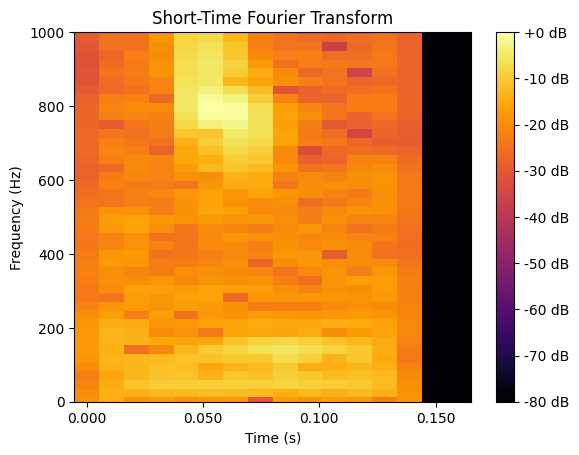 Short-Time Fourier Transform
1000
800
600
400
200
0
Frequency (Hz)
0.000
0.050
0.100
0.150
Time (s)
+0 dB
-10 dB
-20 dB
-30 dB
-40 dB
-50 dB
-60 dB
-70 dB
-80 dB